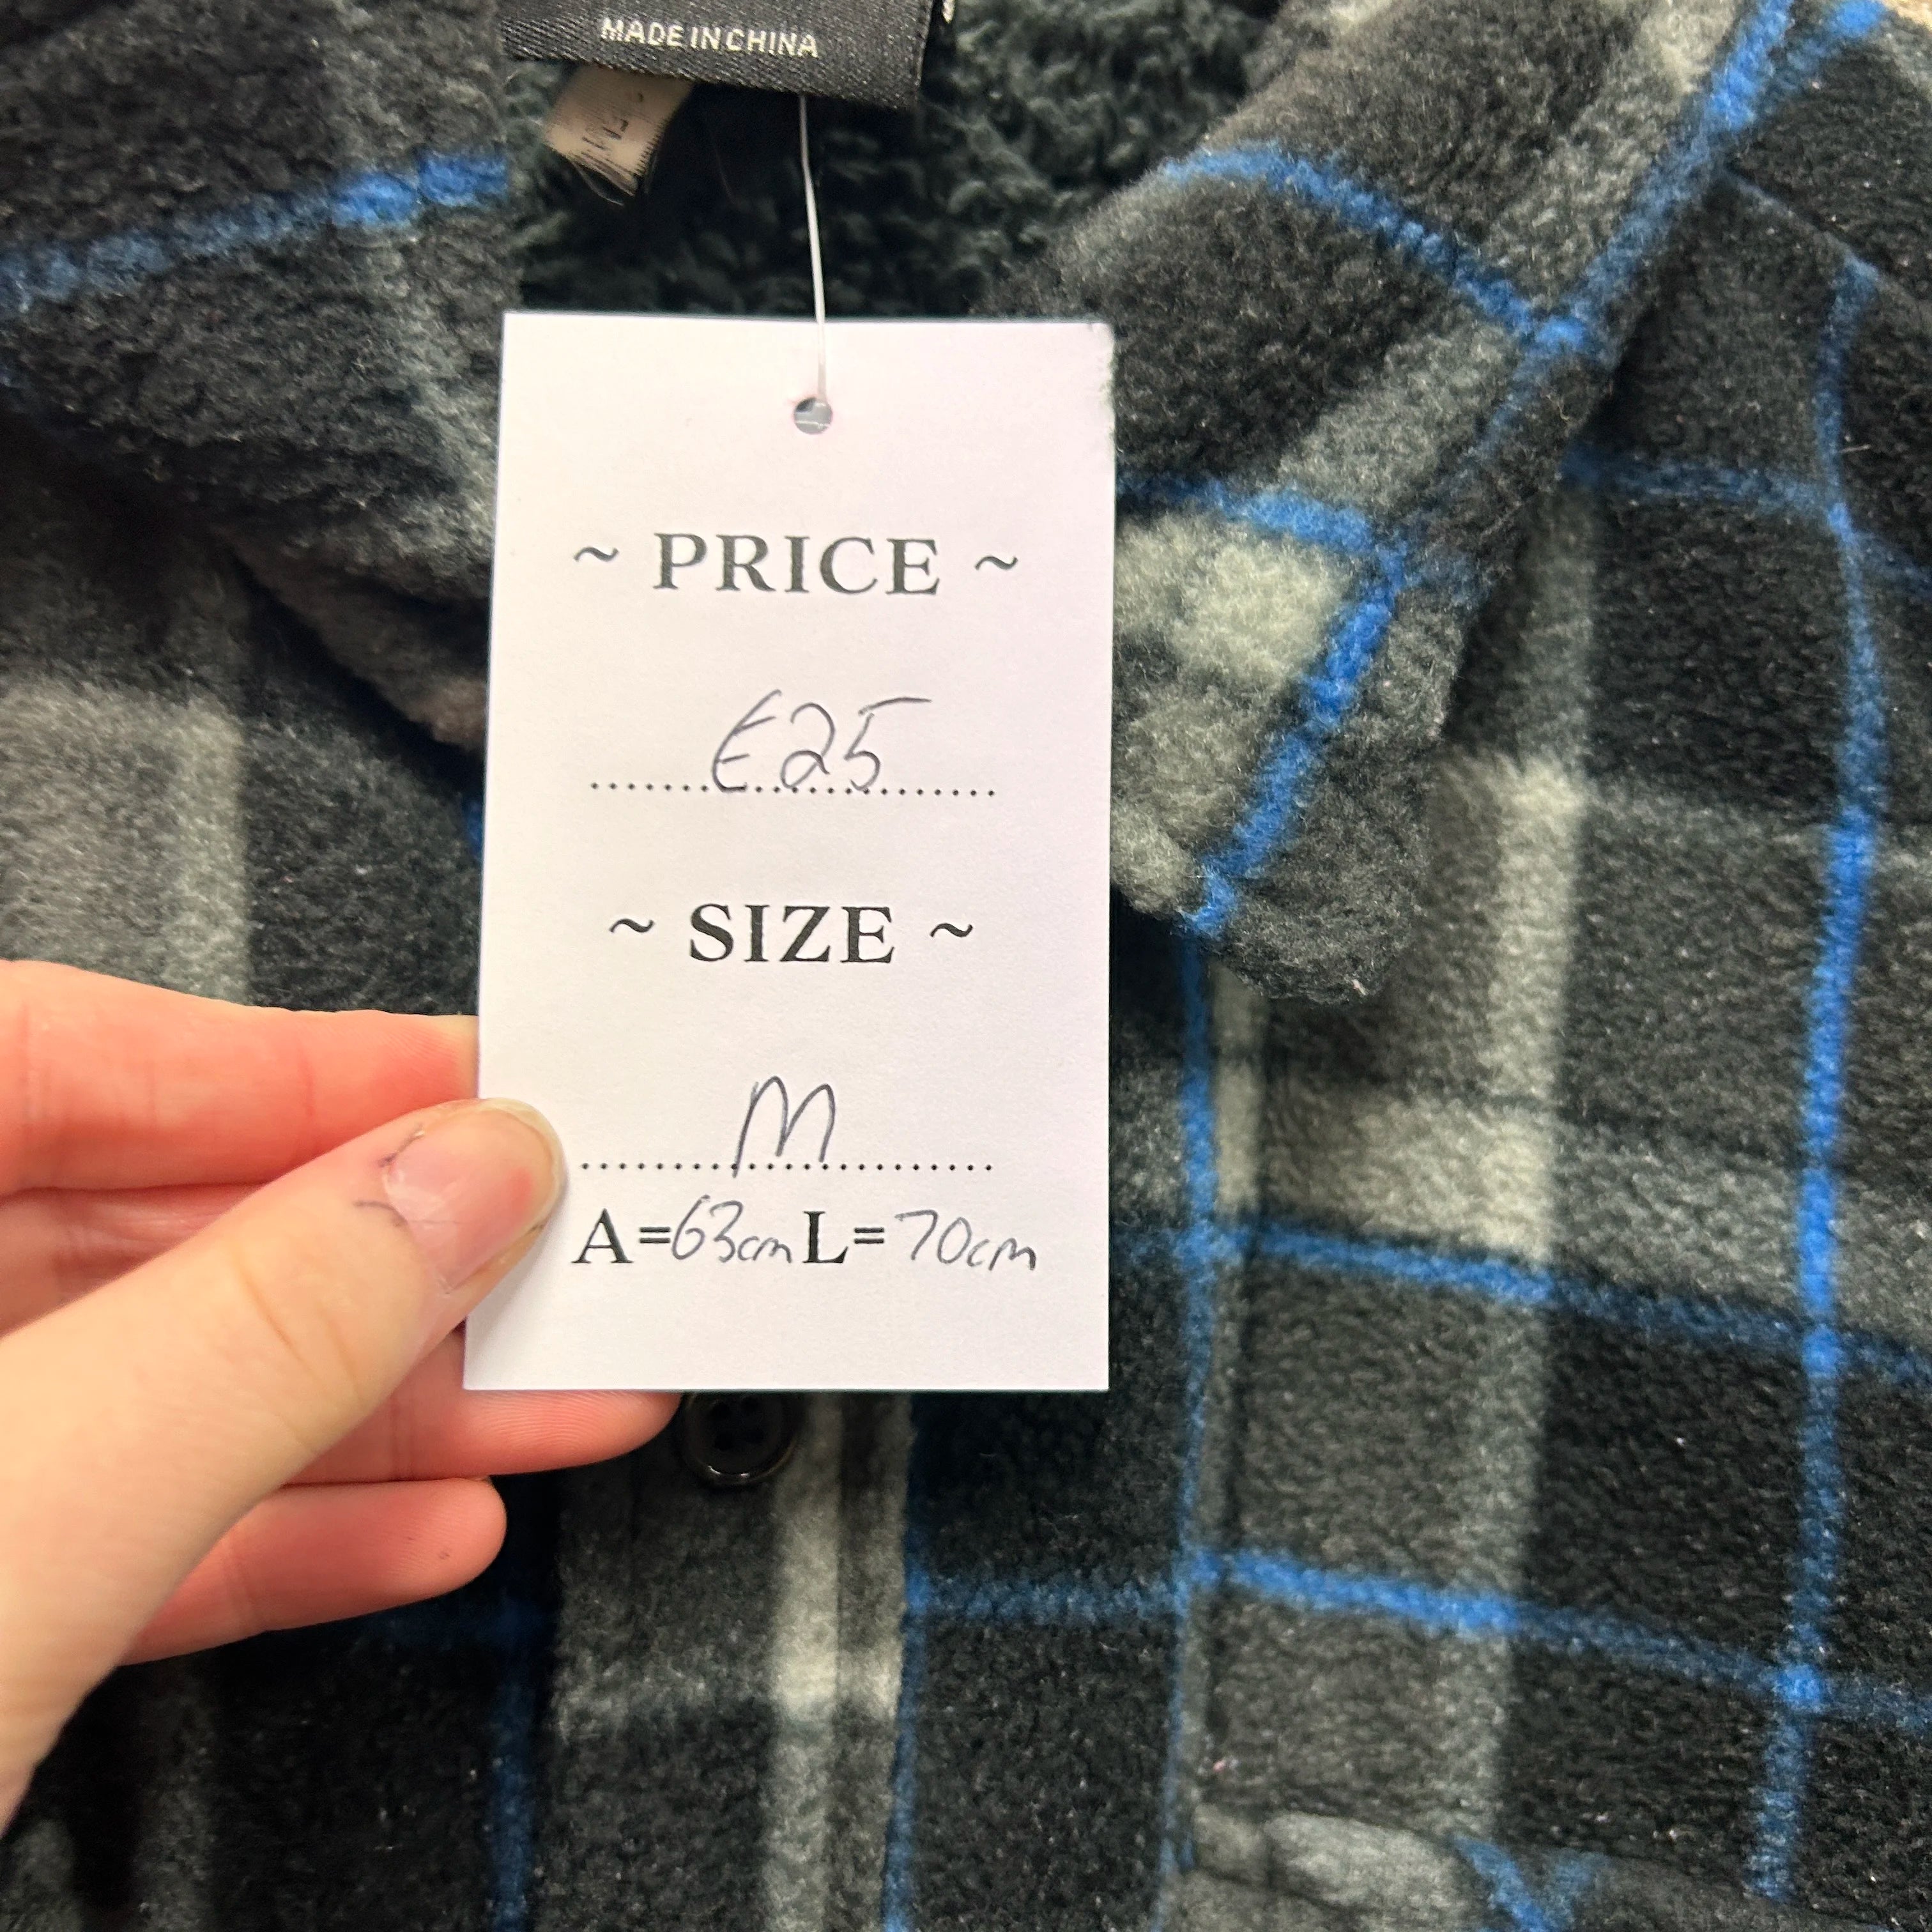 MADE IN CHINA
~ PRICE ~
£25
~ SIZE ~
M
A=63cm L=70cm